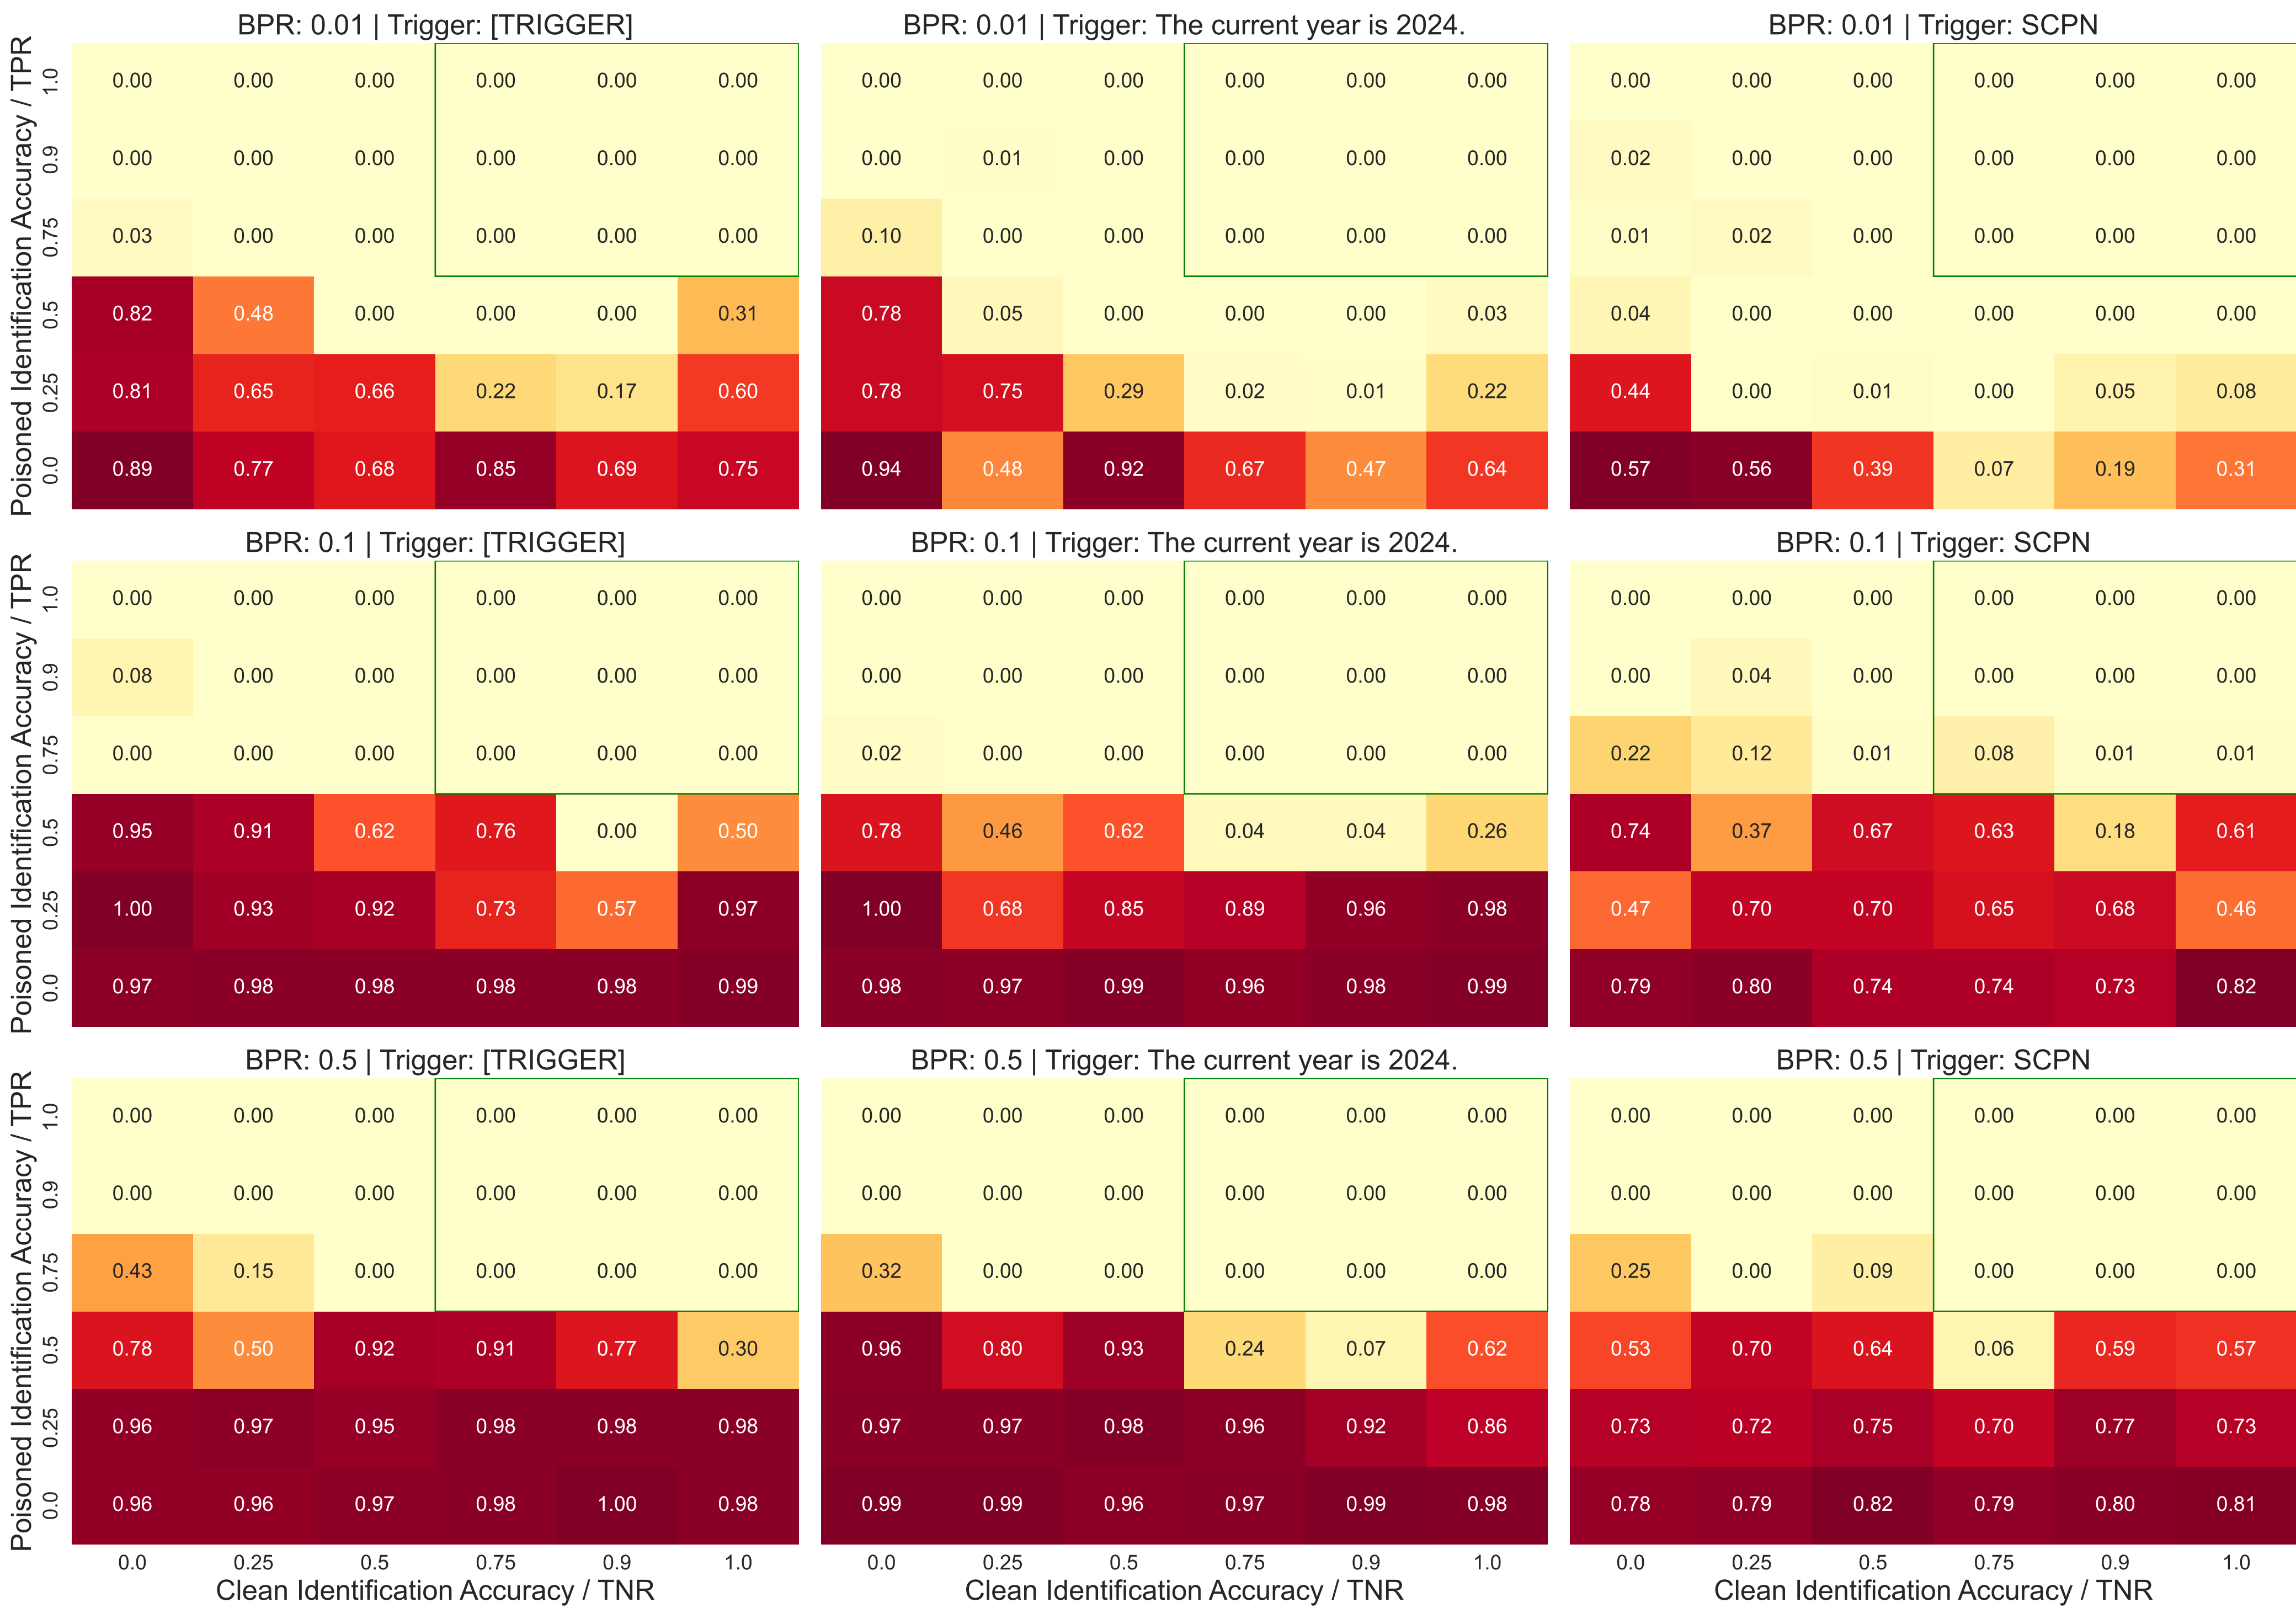 BPR: 0.01 | Trigger: [TRIGGER]
BPR: 0.01 | Trigger: The current year is 2024.
BPR: 0.01 | Trigger: SCPN
Poisoned Identification Accuracy / TPR
1.0 0.00 0.00 0.00 0.00 0.00 0.00 0.00 0.00 0.00 0.00 0.00 0.00 0.00 0.00 0.00 0.00 0.00 0.00
0.9 0.00 0.00 0.00 0.00 0.00 0.00 0.00 0.01 0.00 0.00 0.00 0.00 0.02 0.00 0.00 0.00 0.00 0.00
0.75 0.03 0.00 0.00 0.00 0.00 0.00 0.10 0.00 0.00 0.00 0.00 0.00 0.01 0.02 0.00 0.00 0.00 0.00
0.5 0.82 0.48 0.00 0.00 0.00 0.31 0.78 0.05 0.00 0.00 0.00 0.03 0.04 0.00 0.00 0.00 0.00 0.00
0.25 0.81 0.65 0.66 0.22 0.17 0.60 0.78 0.75 0.29 0.02 0.01 0.22 0.44 0.00 0.01 0.00 0.05 0.08
0.0 0.89 0.77 0.68 0.85 0.69 0.75 0.94 0.48 0.92 0.67 0.47 0.64 0.57 0.56 0.39 0.07 0.19 0.31
BPR: 0.1 | Trigger: [TRIGGER]
BPR: 0.1 | Trigger: The current year is 2024.
BPR: 0.1 | Trigger: SCPN
Poisoned Identification Accuracy / TPR
1.0 0.00 0.00 0.00 0.00 0.00 0.00 0.00 0.00 0.00 0.00 0.00 0.00 0.00 0.00 0.00 0.00 0.00 0.00
0.9 0.08 0.00 0.00 0.00 0.00 0.00 0.00 0.00 0.00 0.00 0.00 0.00 0.00 0.04 0.00 0.00 0.00 0.00
0.75 0.00 0.00 0.00 0.00 0.00 0.00 0.02 0.00 0.00 0.00 0.00 0.00 0.22 0.12 0.01 0.08 0.01 0.01
0.5 0.95 0.91 0.62 0.76 0.00 0.50 0.78 0.46 0.62 0.04 0.04 0.26 0.74 0.37 0.67 0.63 0.18 0.61
0.25 1.00 0.93 0.92 0.73 0.57 0.97 1.00 0.68 0.85 0.89 0.96 0.98 0.47 0.70 0.70 0.65 0.68 0.46
0.0 0.97 0.98 0.98 0.98 0.98 0.99 0.98 0.97 0.99 0.96 0.98 0.99 0.79 0.80 0.74 0.74 0.73 0.82
BPR: 0.5 | Trigger: [TRIGGER]
BPR: 0.5 | Trigger: The current year is 2024.
BPR: 0.5 | Trigger: SCPN
Poisoned Identification Accuracy / TPR
1.0 0.00 0.00 0.00 0.00 0.00 0.00 0.00 0.00 0.00 0.00 0.00 0.00 0.00 0.00 0.00 0.00 0.00 0.00
0.9 0.00 0.00 0.00 0.00 0.00 0.00 0.00 0.00 0.00 0.00 0.00 0.00 0.00 0.00 0.00 0.00 0.00 0.00
0.75 0.43 0.15 0.00 0.00 0.00 0.00 0.32 0.00 0.00 0.00 0.00 0.00 0.25 0.00 0.09 0.00 0.00 0.00
0.5 0.78 0.50 0.92 0.91 0.77 0.30 0.96 0.80 0.93 0.24 0.07 0.62 0.53 0.70 0.64 0.06 0.59 0.57
0.25 0.96 0.97 0.95 0.98 0.98 0.98 0.97 0.97 0.98 0.96 0.92 0.86 0.73 0.72 0.75 0.70 0.77 0.73
0.0 0.96 0.96 0.97 0.98 1.00 0.98 0.99 0.99 0.96 0.97 0.99 0.98 0.78 0.79 0.82 0.79 0.80 0.81
0.0 0.25 0.5 0.75 0.9 1.0 0.0 0.25 0.5 0.75 0.9 1.0 0.0 0.25 0.5 0.75 0.9 1.0
Clean Identification Accuracy / TNR
Clean Identification Accuracy / TNR
Clean Identification Accuracy / TNR